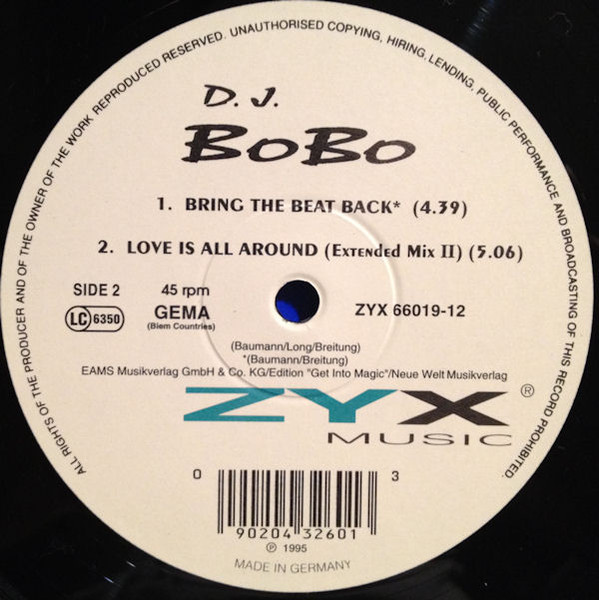 ALL RIGHTS OF THE PRODUCER AND OF THE OWNER OF THE WORK REPRODUCED RESERVED. UNAUTHORISED COPYING, HIRING, LENDING, PUBLIC PERFORMANCE AND BROADCASTING OF THIS RECORD PROHIBITED.
D. J.
BoBo
1. BRING THE BEAT BACK* (4.39)
2. LOVE IS ALL AROUND (Extended Mix II) (5.06)
SIDE 2 45 rpm
LC 6350 GEMA ZYX 66019-12
(Biem Countries)
(Baumann/Long/Breitung)
*(Baumann/Breitung)
EAMS Musikverlag GmbH & Co. KG/Edition "Get Into Magic"/Neue Welt Musikverlag
ZYX ®
MUSIC
0 3
90204 32601
℗ 1995
MADE IN GERMANY